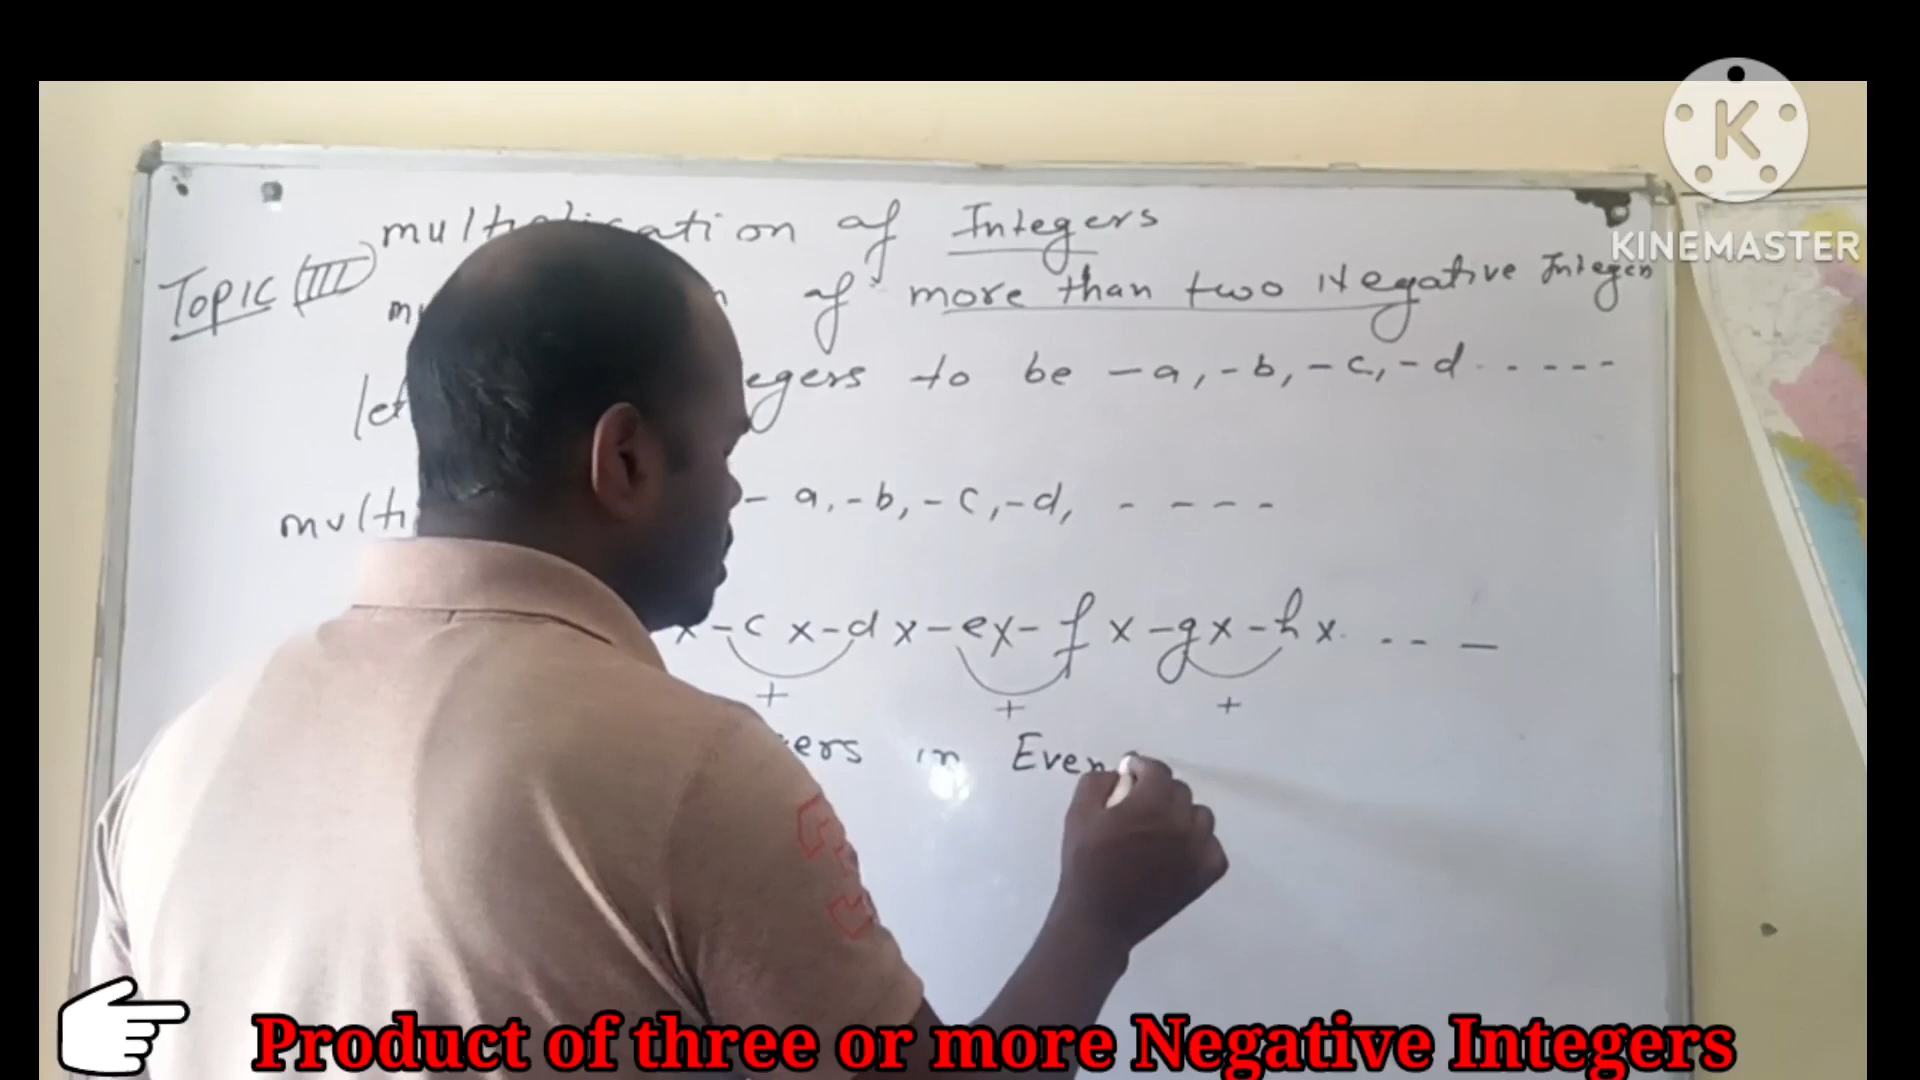 K
KINEMASTER
multiplication of Integers
Topic (III)
of more than two Negative Integers
let egers to be -a, -b, -c, -d -----
multi - a, -b, -c, -d, - - - -
x -c x -d x -e x - f x -g x -h x - - -
+ + +
ers in Even
Product of three or more Negative Integers